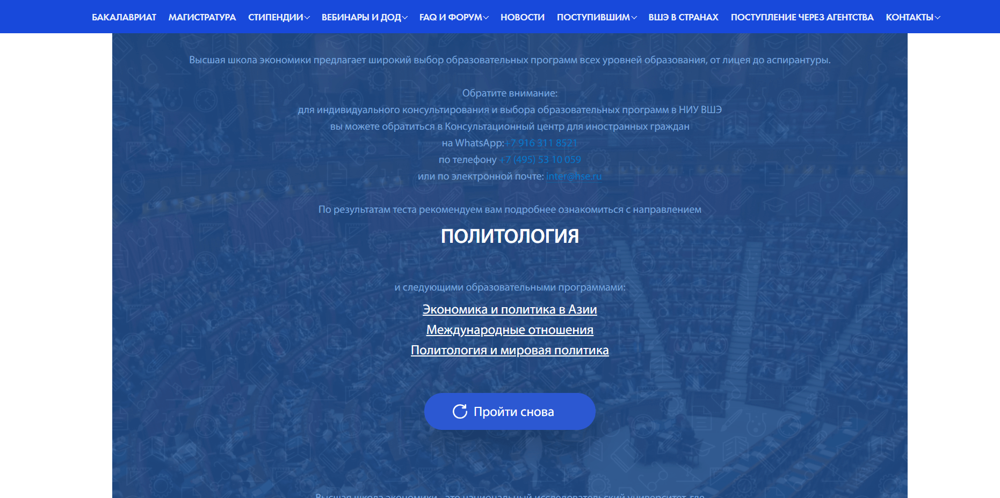 БАКАЛАВРИАТ МАГИСТРАТУРА СТИПЕНДИИ ВЕБИНАРЫ И ДОД FAQ И ФОРУМ НОВОСТИ ПОСТУПИВШИМ ВШЭ В СТРАНАХ ПОСТУПЛЕНИЕ ЧЕРЕЗ АГЕНТСТВА КОНТАКТЫ
Высшая школа экономики предлагает широкий выбор образовательных программ всех уровней образования, от лицея до аспирантуры.
Обратите внимание:
для индивидуального консультирования и выбора образовательных программ в НИУ ВШЭ
вы можете обратиться в Консультационный центр для иностранных граждан
на WhatsApp:+7 916 311 8521
по телефону +7 (495) 53 10 059
или по электронной почте: inter@hse.ru
По результатам теста рекомендуем вам подробнее ознакомиться с направлением
ПОЛИТОЛОГИЯ
и следующими образовательными программами:
Экономика и политика в Азии
Международные отношения
Политология и мировая политика
Пройти снова
Высшая школа экономики - это национальный исследовательский университет, где